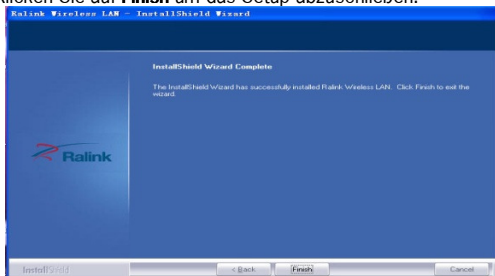 Klicken Sie auf Finish um das Setup abzuschließen.
Ralink Wireless LAN - InstallShield Wizard
InstallShield Wizard Complete
The InstallShield Wizard has successfully installed Ralink Wireless LAN. Click Finish to exit the
wizard.
Ralink
InstallShield
< Back
Finish
Cancel